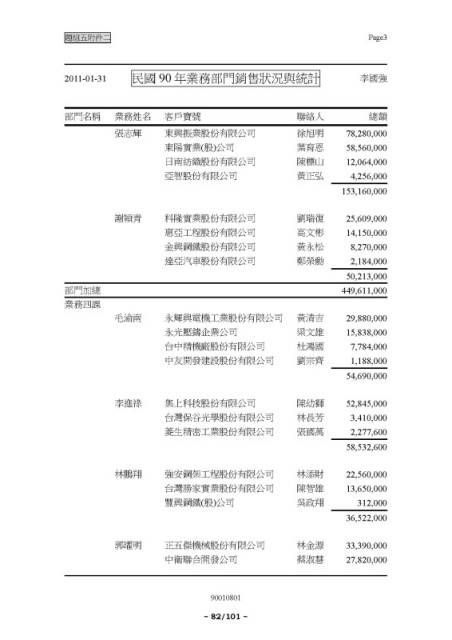 題組五附件二 Page3
2011-01-31 民國 90 年業務部門銷售狀況與統計 李國強
部門名稱 業務姓名 客戶寶號 聯絡人 總額
張志輝 東興振業股份有限公司 徐旭明 78,280,000
東陽實業(股)公司 葉育恩 58,560,000
日南紡織股份有限公司 陳標山 12,064,000
亞智股份有限公司 黃正弘 4,256,000
153,160,000
謝穎青 科隆實業股份有限公司 劉瑞復 25,609,000
惠亞工程股份有限公司 高文彬 14,150,000
金興鋼鐵股份有限公司 黃永松 8,270,000
達亞汽車股份有限公司 鄭榮勳 2,184,000
50,213,000
部門加總 449,611,000
業務四課
毛渝南 永輝興電機工業股份有限公司 黃清吉 29,880,000
永光壓鑄企業公司 梁文雄 15,838,000
台中精機廠股份有限公司 杜鴻國 7,784,000
中友開發建設股份有限公司 劉宗齊 1,188,000
54,690,000
李進祿 集上科技股份有限公司 陳幼獅 52,845,000
台灣保谷光學股份有限公司 林長芳 3,410,000
菱生精密工業股份有限公司 張國萬 2,277,600
58,532,600
林鵬翔 強安鋼架工程股份有限公司 林添財 22,560,000
台灣勝家實業股份有限公司 陳智雄 13,650,000
豐興鋼鐵(股)公司 吳政翔 312,000
36,522,000
郭曜明 正五傑機械股份有限公司 林金源 33,390,000
中衛聯合開發公司 蔡淑慧 27,820,000
90010801
~ 82/101 ~